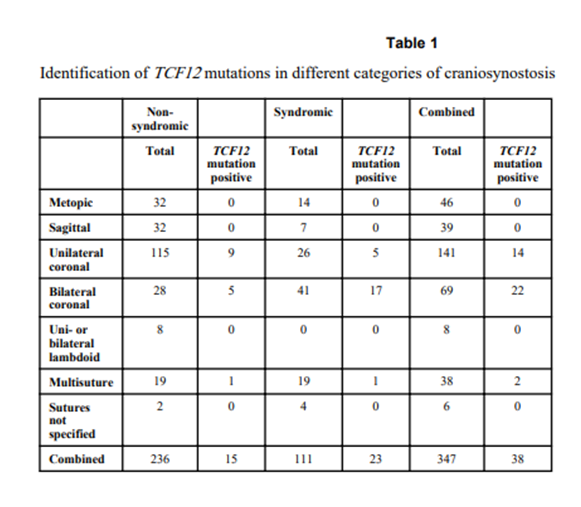 Table 1
Identification of TCF12 mutations in different categories of craniosynostosis
Non-
syndromic
Syndromic
Combined
Total
TCF12
mutation
positive
Total
TCF12
mutation
positive
Total
TCF12
mutation
positive
Metopic 32 0 14 0 46 0
Sagittal 32 0 7 0 39 0
Unilateral 115 9 26 5 141 14
coronal
Bilateral 28 5 41 17 69 22
coronal
Uni- or 8 0 0 0 8 0
bilateral
lambdoid
Multisuture 19 1 19 1 38 2
Sutures 2 0 4 0 6 0
not
specified
Combined 236 15 111 23 347 38